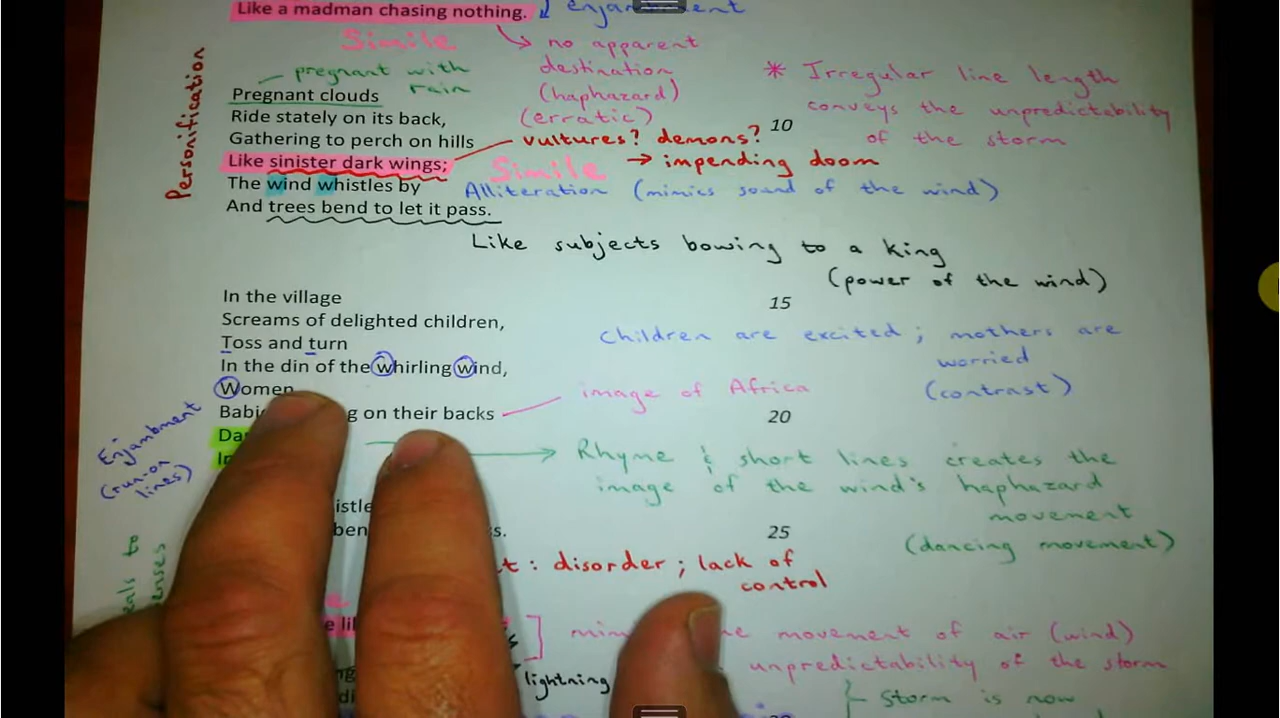 Like a madman chasing nothing.
Simile
no apparent
destination
(haphazard)
(erratic)
Personification
pregnant with
rain
* Irregular line length
conveys the unpredictability
of the storm
Pregnant clouds
Ride stately on its back,
10
Gathering to perch on hills
vultures? demons?
Like sinister dark wings;
Simile → impending doom
The wind whistles by
Alliteration (mimics sound of the wind)
And trees bend to let it pass.
Like subjects bowing to a king
(power of the wind)
In the village
15
Screams of delighted children,
Toss and turn
children are excited ; mothers are
worried
(contrast)
In the din of the whirling wind,
Women
image of Africa
on their backs
20
Enjambment
(run-on
lines)
Rhyme & short lines creates the
image of the wind's haphazard
movement
(dancing movement)
25
: disorder ; lack of
control
movement of air (wind)
unpredictability of the storm
lightning
Storm is now